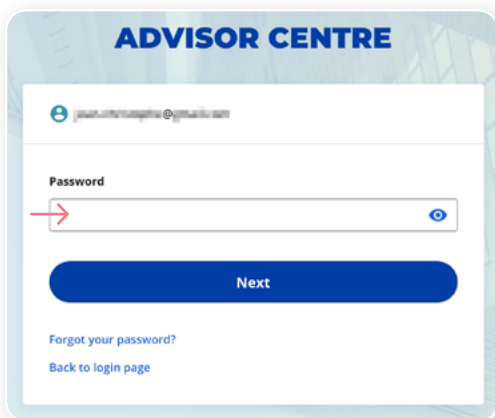 ADVISOR CENTRE
Password
Next
Forgot your password?
Back to login page